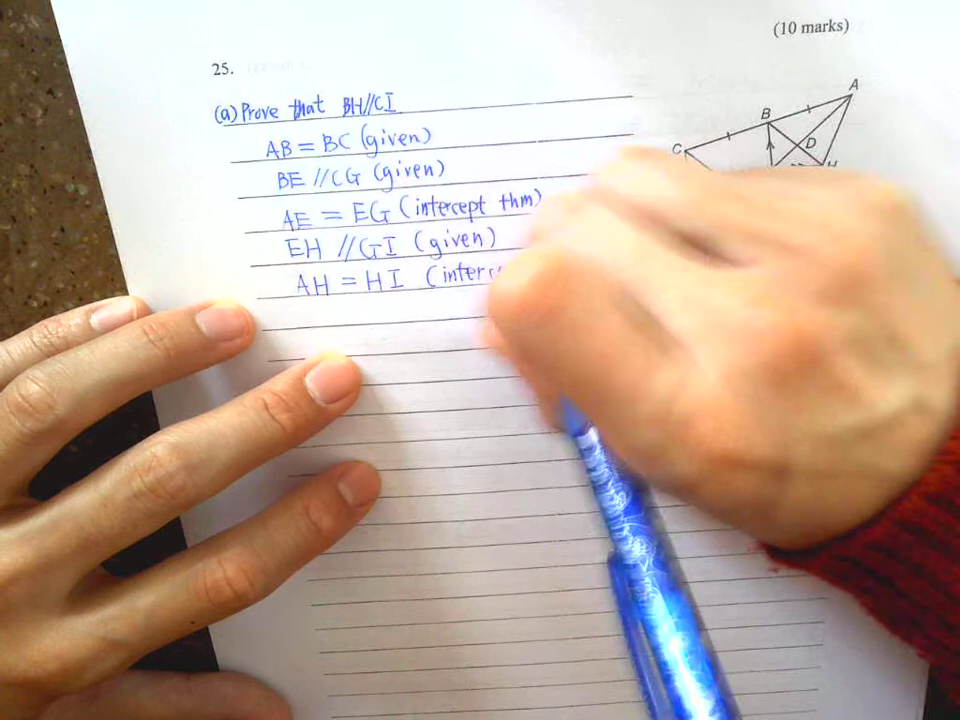 (10 marks)
25.
(a) Prove that BH//CI
AB = BC (given)
BE //CG (given)
AE = EG (intercept thm)
EH //GI (given)
AH = HI
A
B
C
D